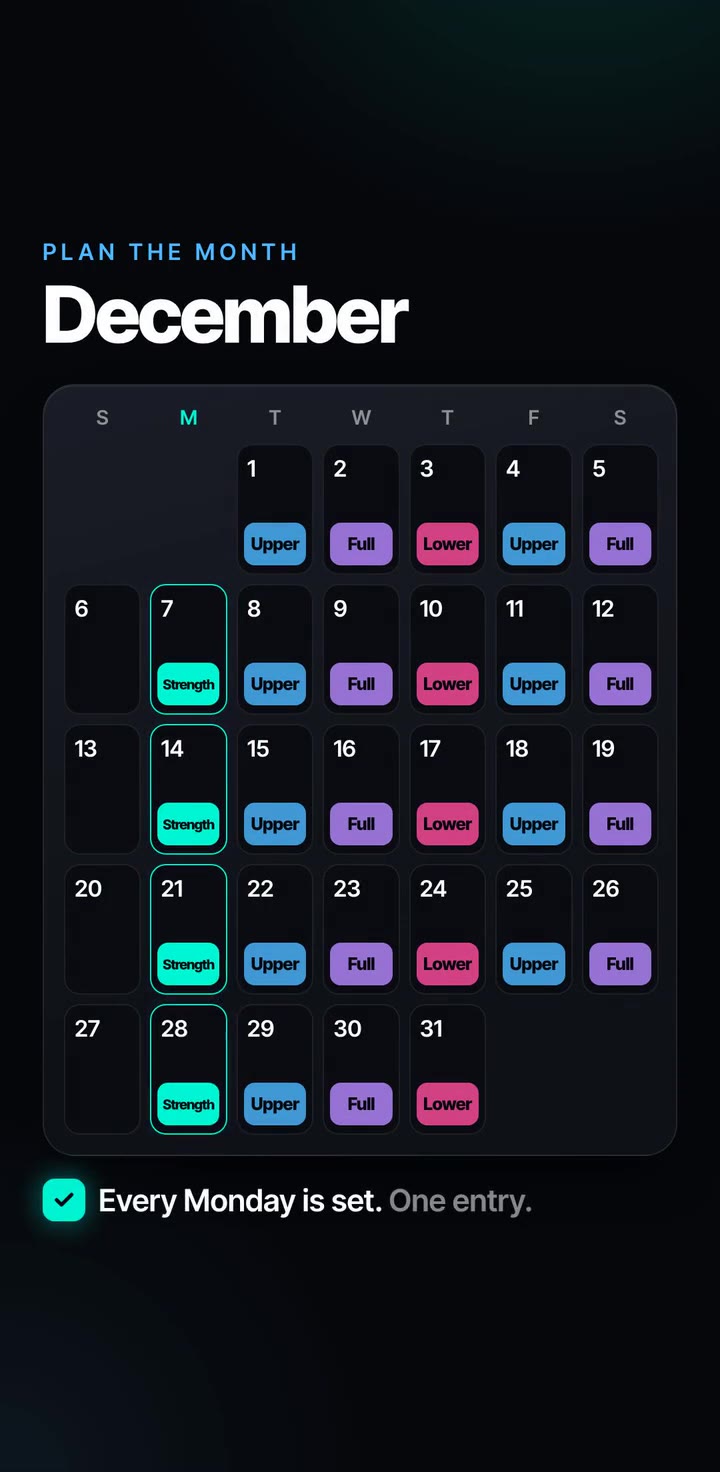 PLAN THE MONTH
December
S M T W T F S
1 2 3 4 5
Upper Full Lower Upper Full
6 7 8 9 10 11 12
Strength Upper Full Lower Upper Full
13 14 15 16 17 18 19
Strength Upper Full Lower Upper Full
20 21 22 23 24 25 26
Strength Upper Full Lower Upper Full
27 28 29 30 31
Strength Upper Full Lower
Every Monday is set. One entry.